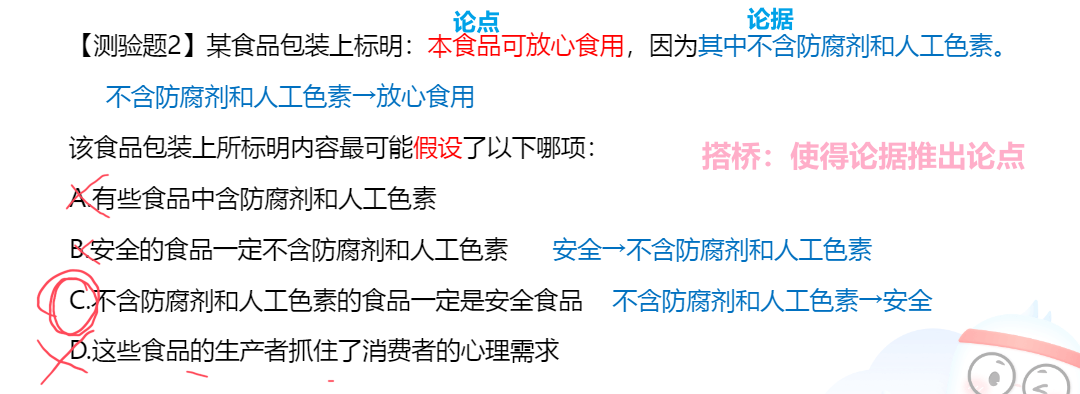 论点 论据
【测验题2】某食品包装上标明：本食品可放心食用，因为其中不含防腐剂和人工色素。
不含防腐剂和人工色素→放心食用
该食品包装上所标明内容最可能假设了以下哪项：
搭桥：使得论据推出论点
A.有些食品中含防腐剂和人工色素
B.安全的食品一定不含防腐剂和人工色素 安全→不含防腐剂和人工色素
C.不含防腐剂和人工色素的食品一定是安全食品 不含防腐剂和人工色素→安全
D.这些食品的生产者抓住了消费者的心理需求